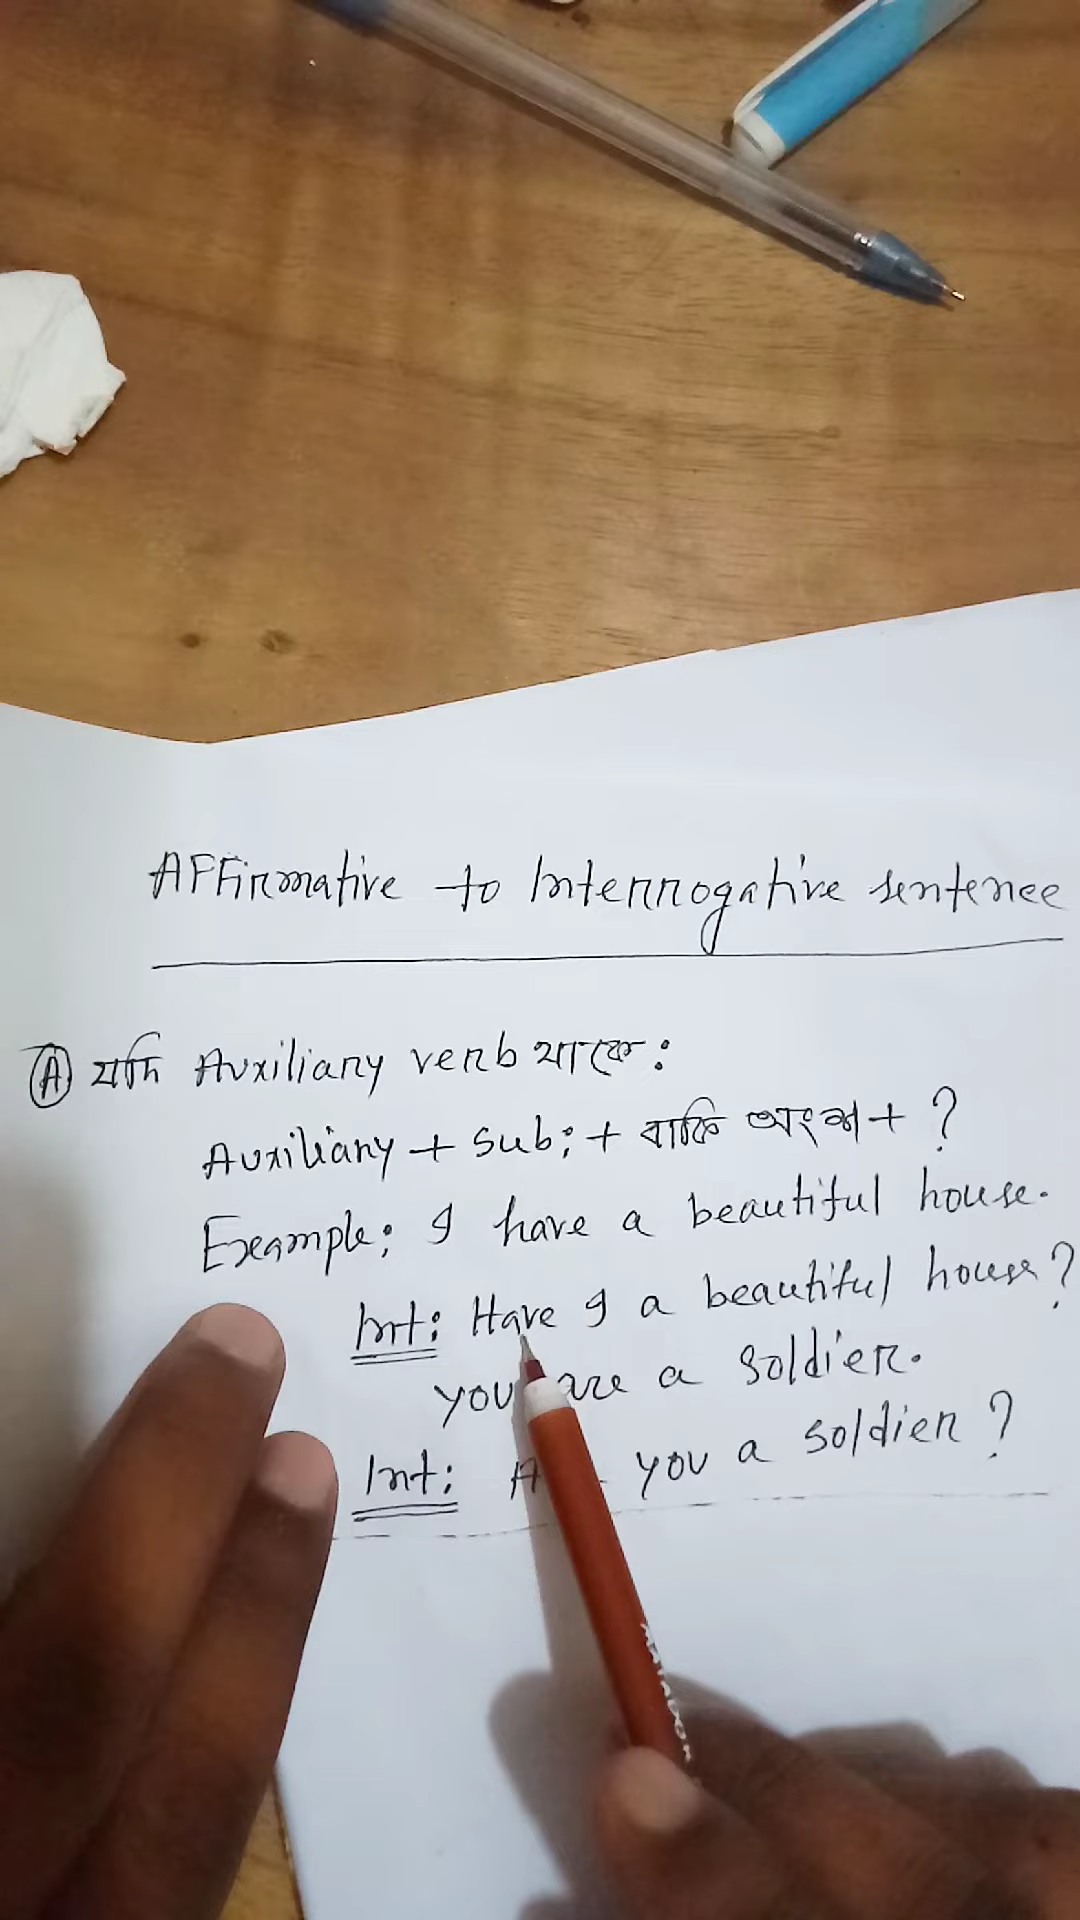 Affirmative to Interrogative sentence
(A) যদি Auxiliary verb থাকে:
Auxiliary + Sub: + বাকি অংশ + ?
Example: I have a beautiful house.
Int: Have I a beautiful house?
you are a soldier.
Int: you a soldier?
MATADOR